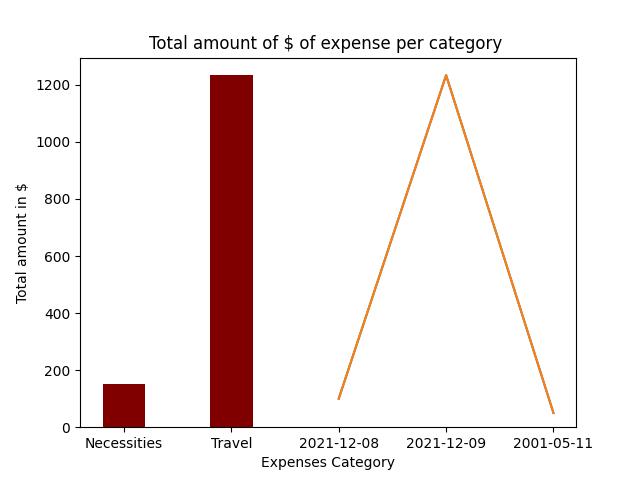 Total amount of $ of expense per category
Total amount in $
1200
1000
800
600
400
200
0
Necessities Travel 2021-12-08 2021-12-09 2001-05-11
Expenses Category